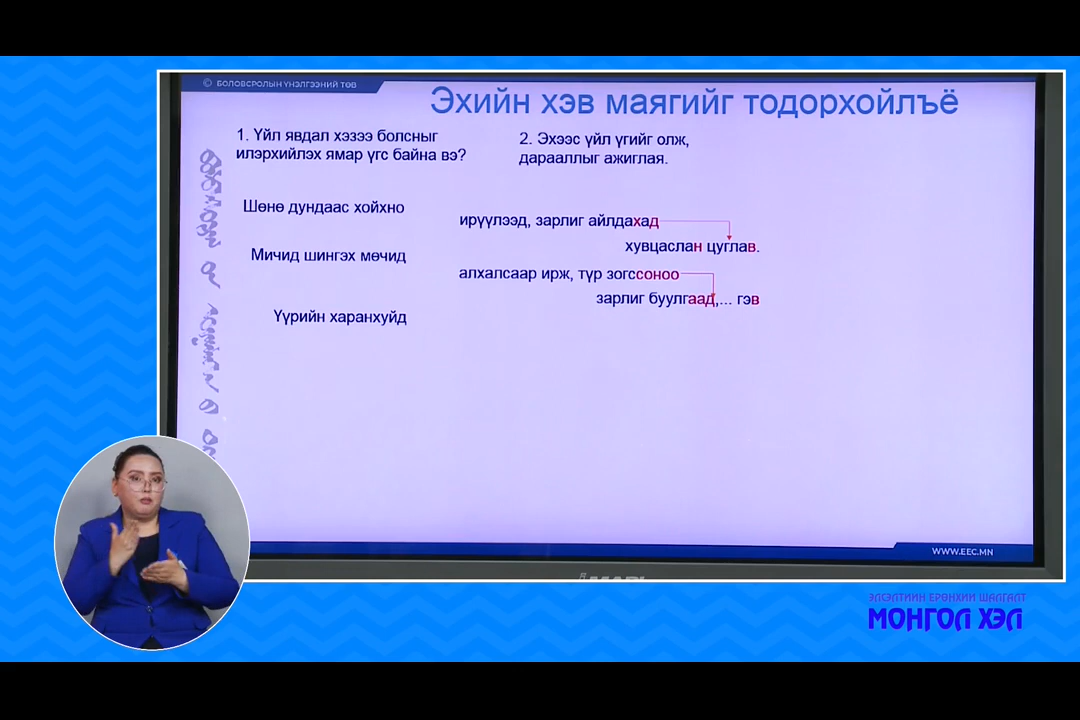 © БОЛОВСРОЛЫН ҮНЭЛГЭЭНИЙ ТӨВ
Эхийн хэв маягийг тодорхойлъё
1. Үйл явдал хэзээ болсныг
илэрхийлэх ямар үгс байна вэ?
Шөнө дундаас хойхно
Мичид шингэх мөчид
Үүрийн харанхуйд
2. Эхээс үйл үгийг олж,
дарааллыг ажиглая.
ирүүлээд, зарлиг айлдахад
хувцаслан цуглав.
алхалсаар ирж, түр зогссоноо
зарлиг буулгаад,... гэв
WWW.EEC.MN
ЭЛСЭЛТИЙН ЕРӨНХИЙ ШАЛГАЛТ
МОНГОЛ ХЭЛ